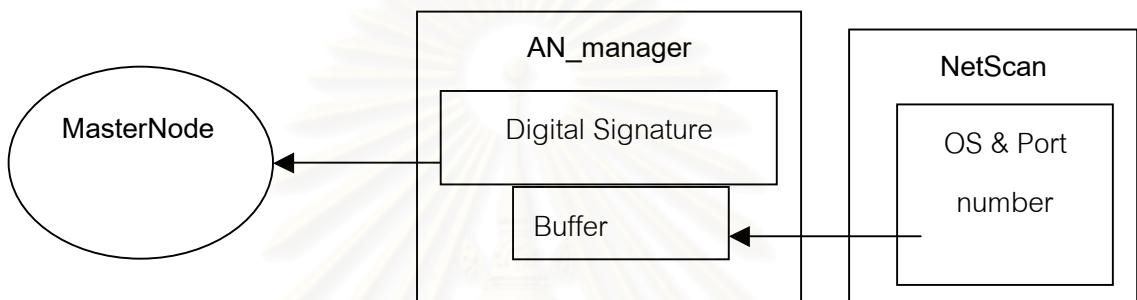 MasterNode
AN_manager
Digital Signature
Buffer
NetScan
OS & Port
number